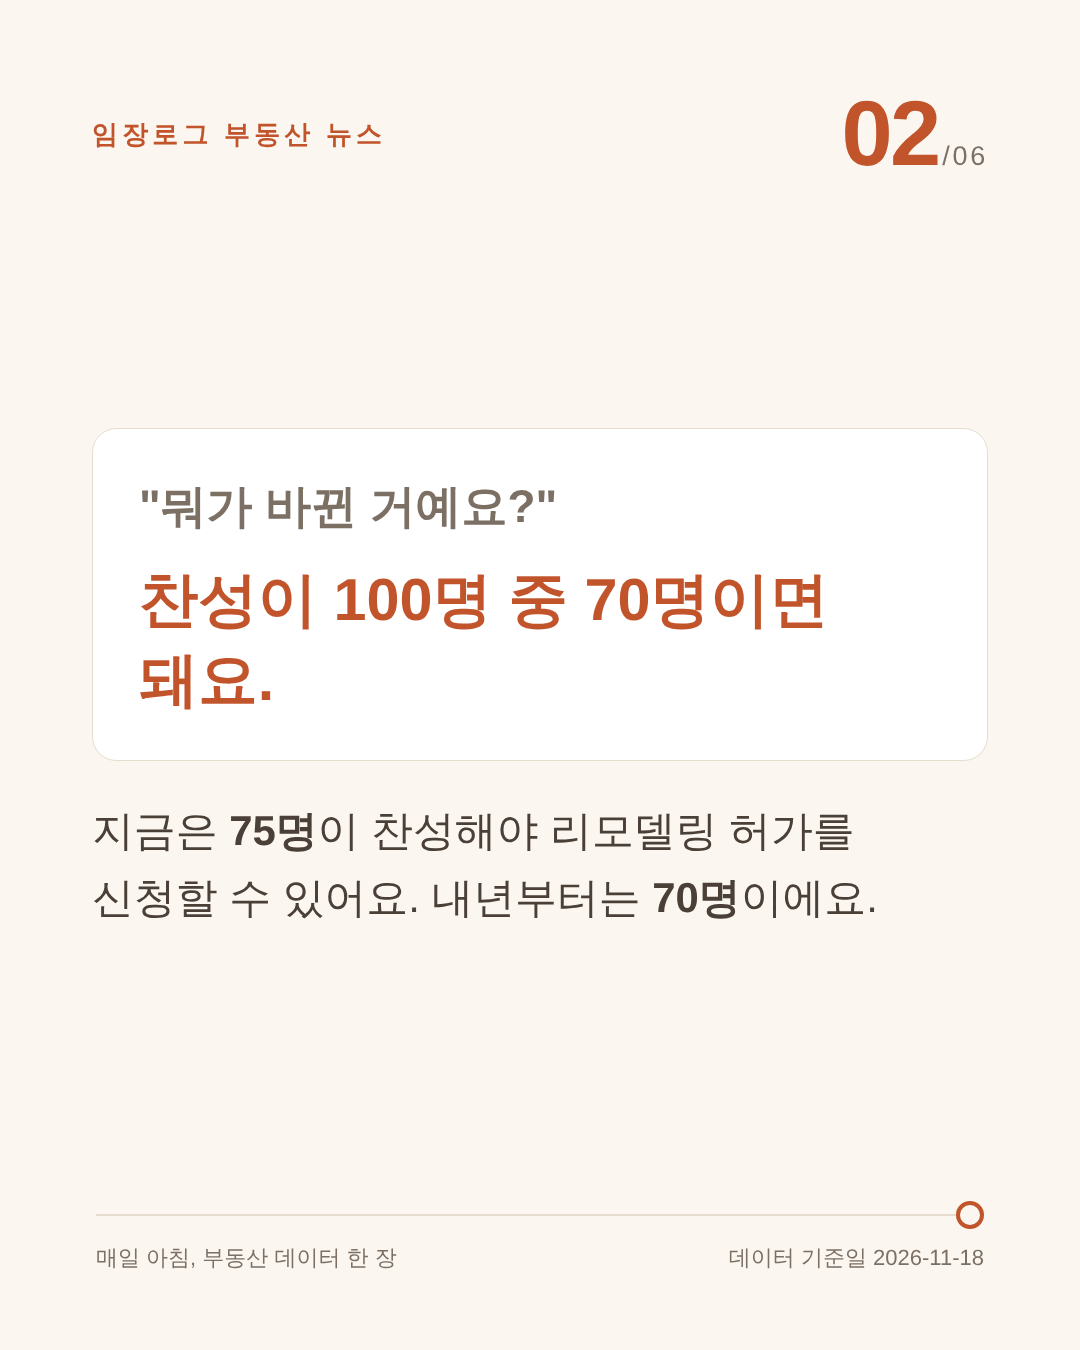 임장로그 부동산 뉴스
02/06
"뭐가 바뀐 거예요?"
찬성이 100명 중 70명이면
돼요.
지금은 75명이 찬성해야 리모델링 허가를
신청할 수 있어요. 내년부터는 70명이에요.
매일 아침, 부동산 데이터 한 장
데이터 기준일 2026-11-18